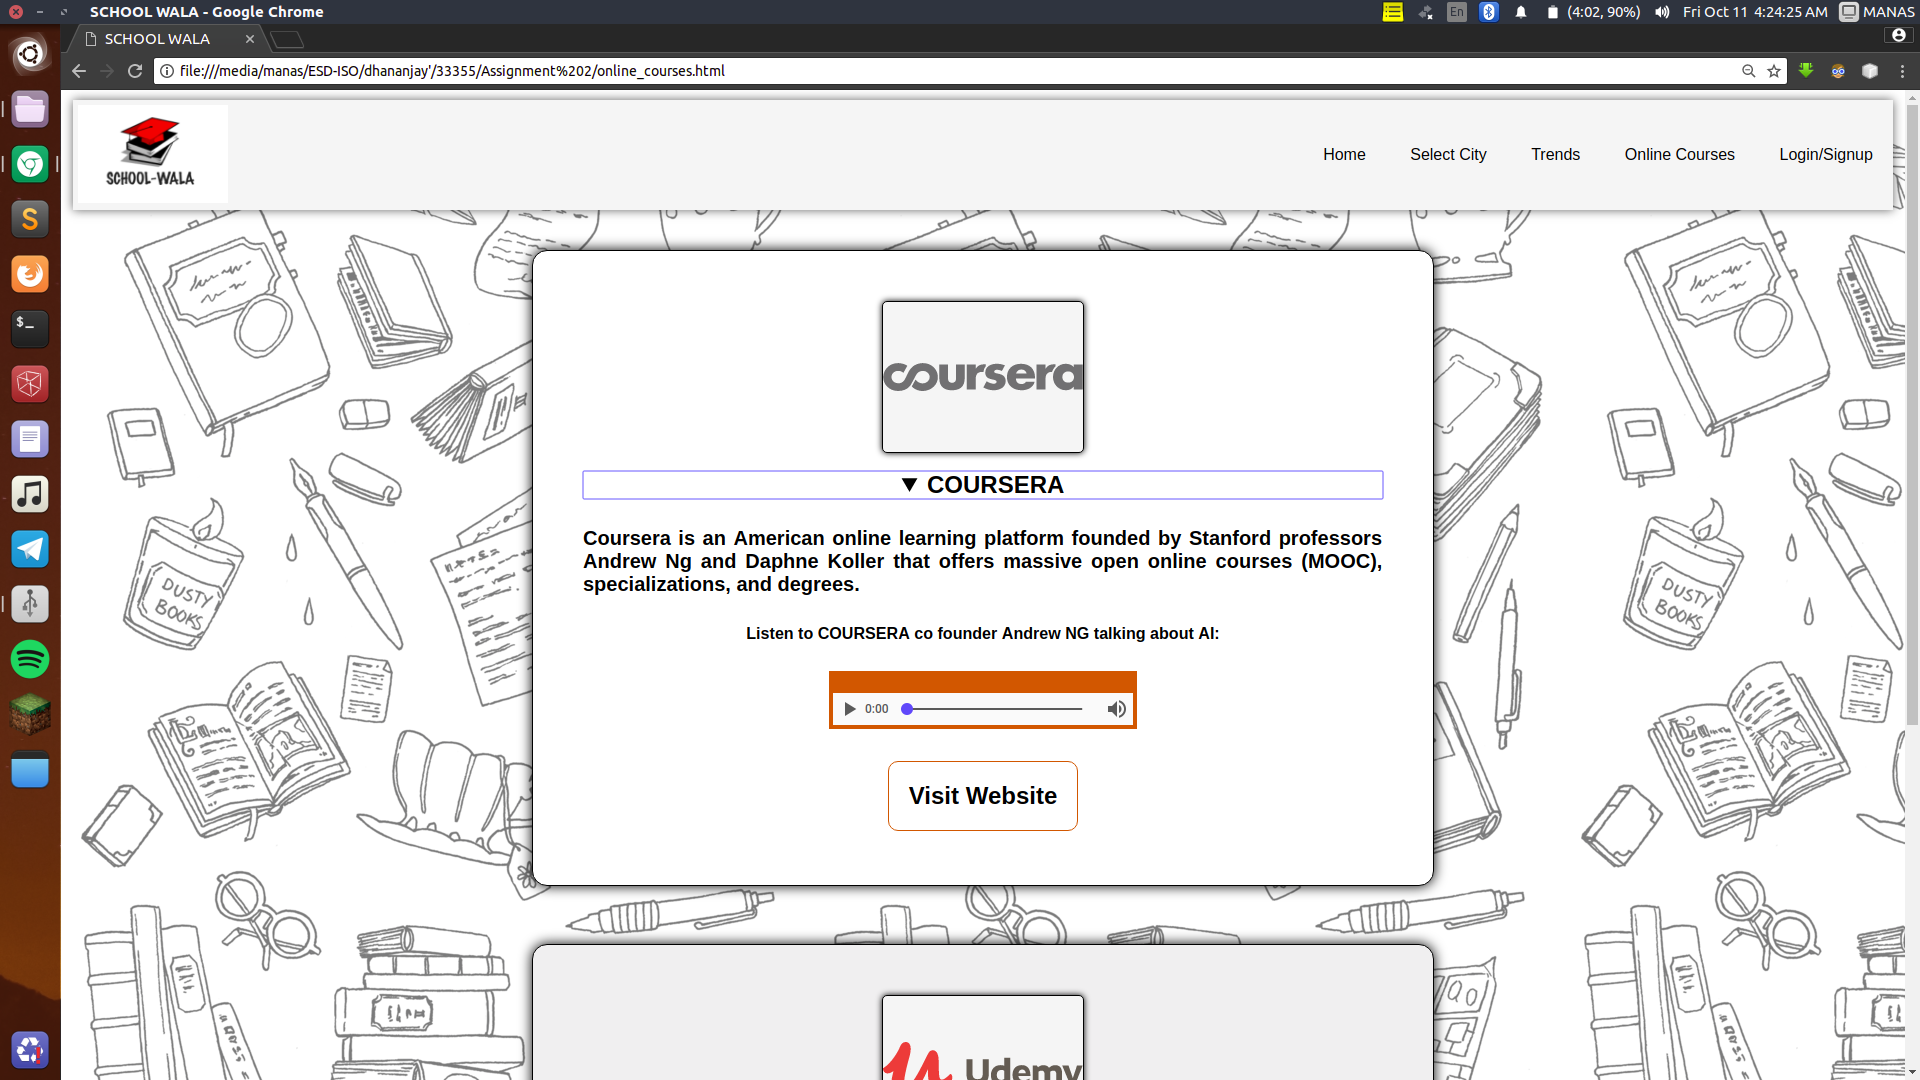 SCHOOL WALA - Google Chrome
En
(4:02, 90%)
Fri Oct 11 4:24:25 AM
MANAS
SCHOOL WALA
file:///media/manas/ESD-ISO/dhananjay'/33355/Assignment%202/online_courses.html
SCHOOL-WALA
Home
Select City
Trends
Online Courses
Login/Signup
coursera
▼ COURSERA
Coursera is an American online learning platform founded by Stanford professors
Andrew Ng and Daphne Koller that offers massive open online courses (MOOC),
specializations, and degrees.
Listen to COURSERA co founder Andrew NG talking about AI:
0:00
Visit Website
Udemy
DUSTY
BOOKS
DUSTY
BOOKS